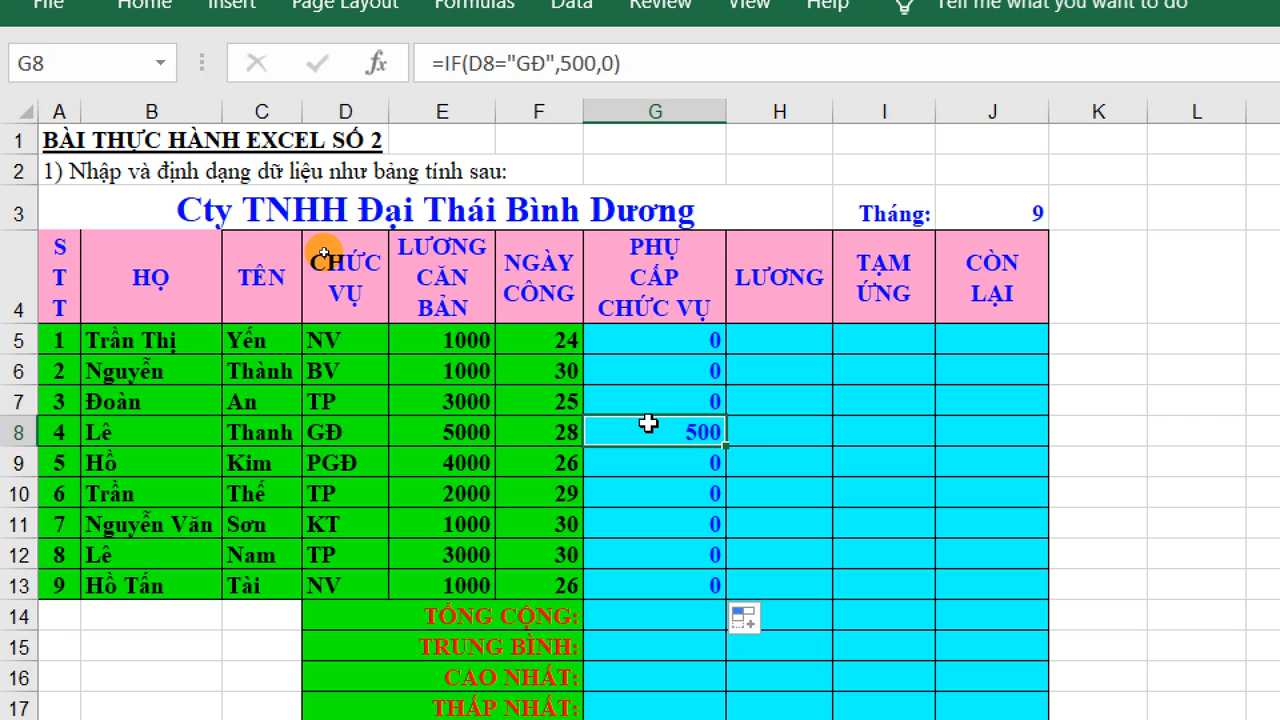 File Home Insert Page Layout Formulas Data Review View Help Tell me what you want to do
G8 fx =IF(D8="GĐ",500,0)
A B C D E F G H I J K L
1 BÀI THỰC HÀNH EXCEL SỐ 2
2 1) Nhập và định dạng dữ liệu như bảng tính sau:
3 Cty TNHH Đại Thái Bình Dương Tháng: 9
4 STT HỌ TÊN CHỨC VỤ LƯƠNG CĂN BẢN NGÀY CÔNG PHỤ CẤP CHỨC VỤ LƯƠNG TẠM ỨNG CÒN LẠI
5 1 Trần Thị Yến NV 1000 24 0
6 2 Nguyễn Thành BV 1000 30 0
7 3 Đoàn An TP 3000 25 0
8 4 Lê Thanh GĐ 5000 28 500
9 5 Hồ Kim PGĐ 4000 26 0
10 6 Trần Thế TP 2000 29 0
11 7 Nguyễn Văn Sơn KT 1000 30 0
12 8 Lê Nam TP 3000 30 0
13 9 Hồ Tấn Tài NV 1000 26 0
14 TỔNG CỘNG:
15 TRUNG BÌNH:
16 CAO NHẤT:
17 THẤP NHẤT: